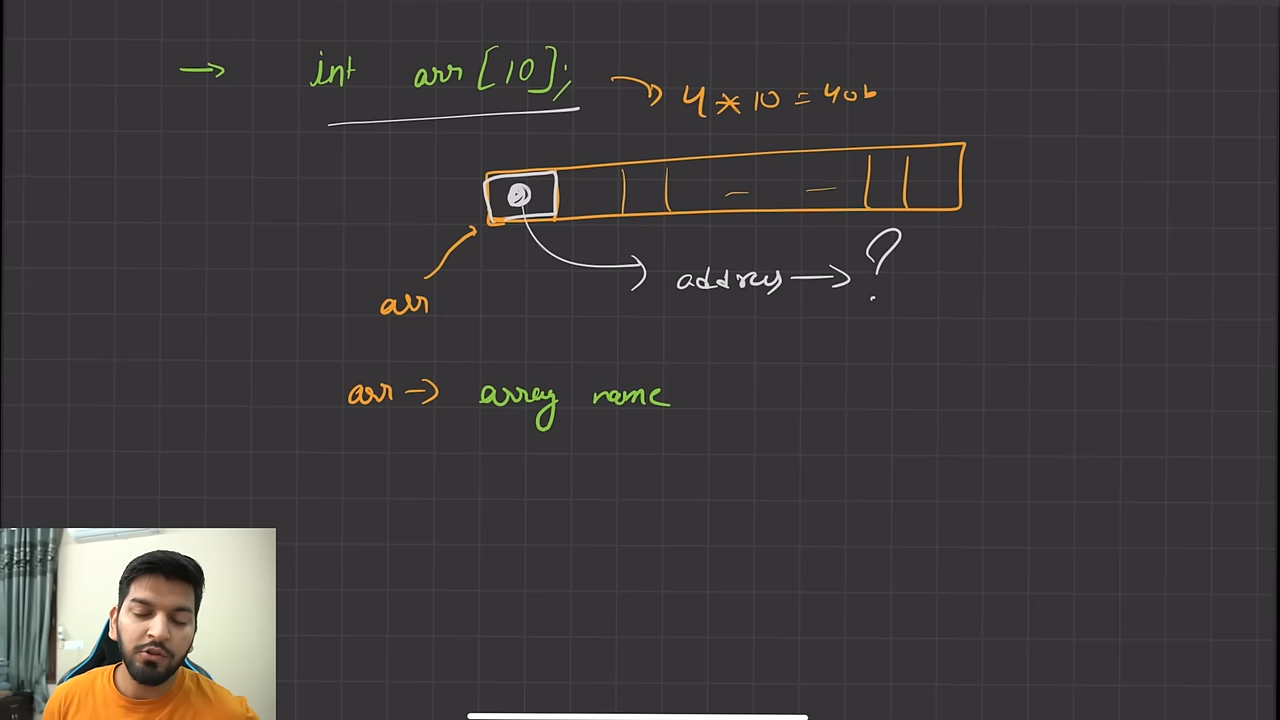 → int arr[10]; → 4 * 10 = 40b
address → ?
arr
arr → array name